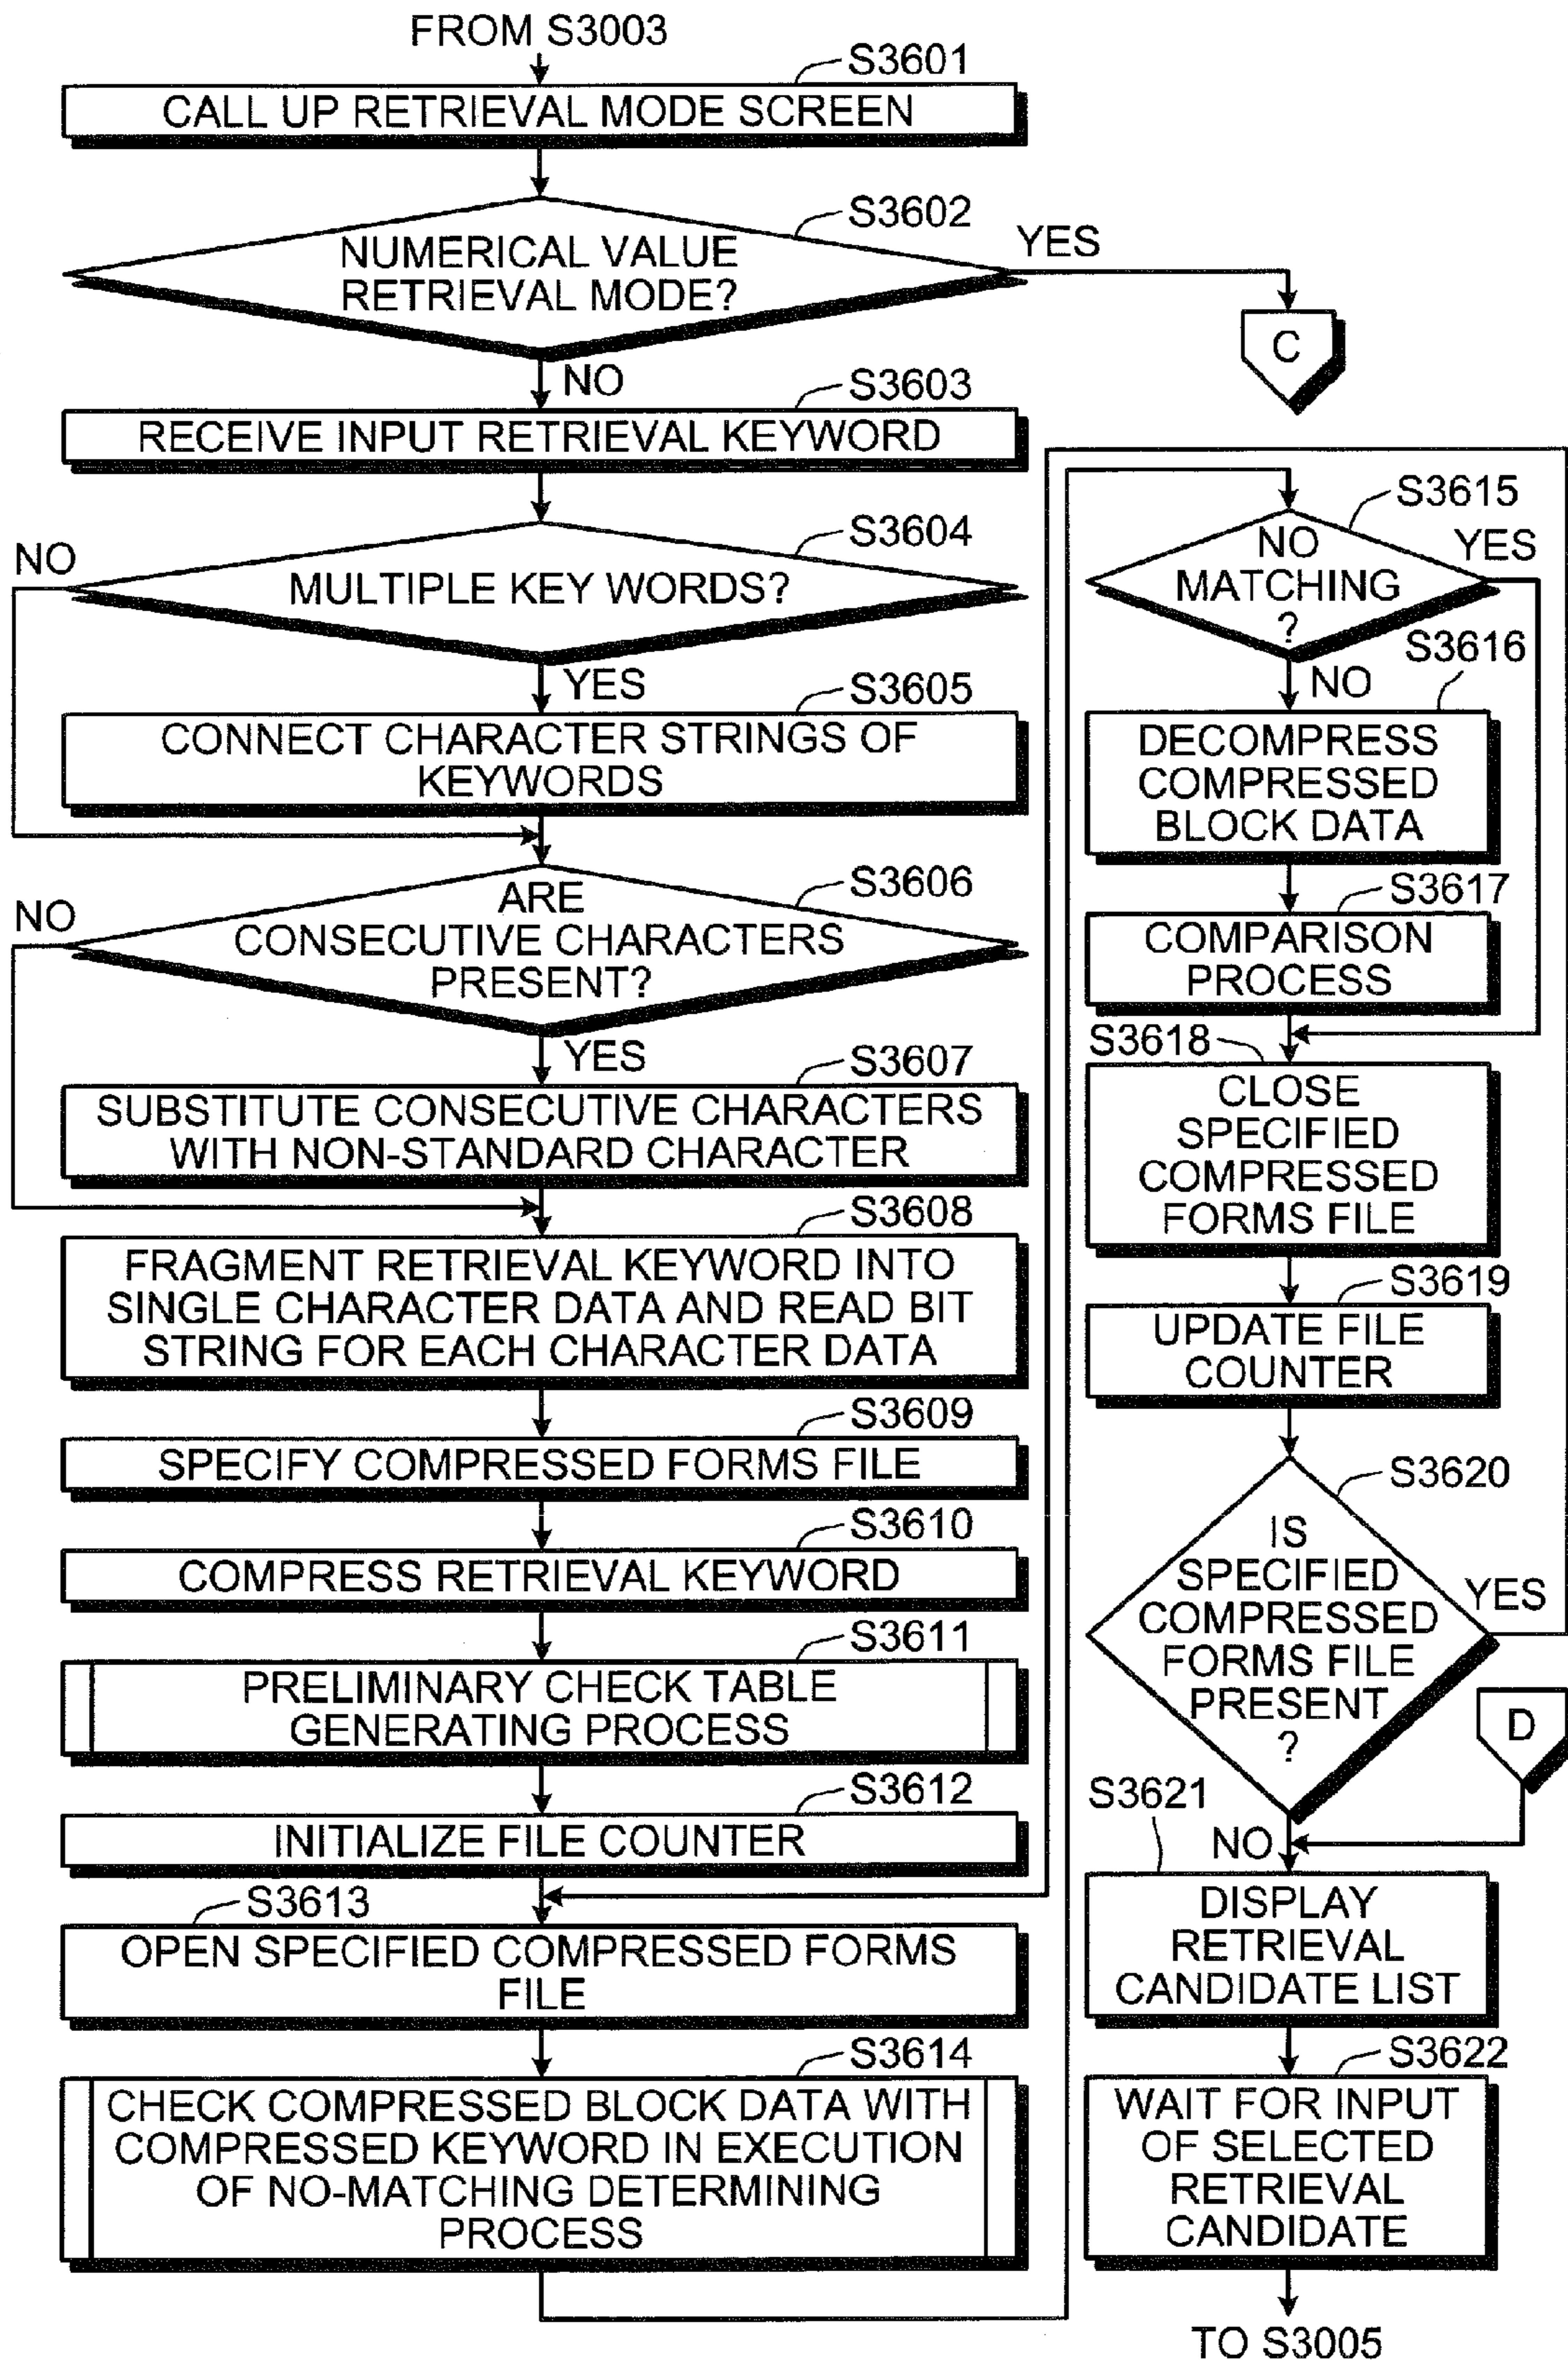 FROM S3003
S3601
CALL UP RETRIEVAL MODE SCREEN
S3602
NUMERICAL VALUE
RETRIEVAL MODE?
YES
C
NO
S3603
RECEIVE INPUT RETRIEVAL KEYWORD
S3604
NO
MULTIPLE KEY WORDS?
YES
S3605
CONNECT CHARACTER STRINGS OF
KEYWORDS
S3606
NO
ARE
CONSECUTIVE CHARACTERS
PRESENT?
YES
S3607
SUBSTITUTE CONSECUTIVE CHARACTERS
WITH NON-STANDARD CHARACTER
S3608
FRAGMENT RETRIEVAL KEYWORD INTO
SINGLE CHARACTER DATA AND READ BIT
STRING FOR EACH CHARACTER DATA
S3609
SPECIFY COMPRESSED FORMS FILE
S3610
COMPRESS RETRIEVAL KEYWORD
S3611
PRELIMINARY CHECK TABLE
GENERATING PROCESS
S3612
INITIALIZE FILE COUNTER
S3613
OPEN SPECIFIED COMPRESSED FORMS
FILE
S3614
CHECK COMPRESSED BLOCK DATA WITH
COMPRESSED KEYWORD IN EXECUTION
OF NO-MATCHING DETERMINING
PROCESS
S3615
NO
MATCHING
?
YES
S3616
NO
DECOMPRESS
COMPRESSED
BLOCK DATA
S3617
COMPARISON
PROCESS
S3618
CLOSE
SPECIFIED
COMPRESSED
FORMS FILE
S3619
UPDATE FILE
COUNTER
S3620
IS
SPECIFIED
COMPRESSED
FORMS FILE
PRESENT
?
YES
D
S3621
NO
DISPLAY
RETRIEVAL
CANDIDATE LIST
S3622
WAIT FOR INPUT
OF SELECTED
RETRIEVAL
CANDIDATE
TO S3005